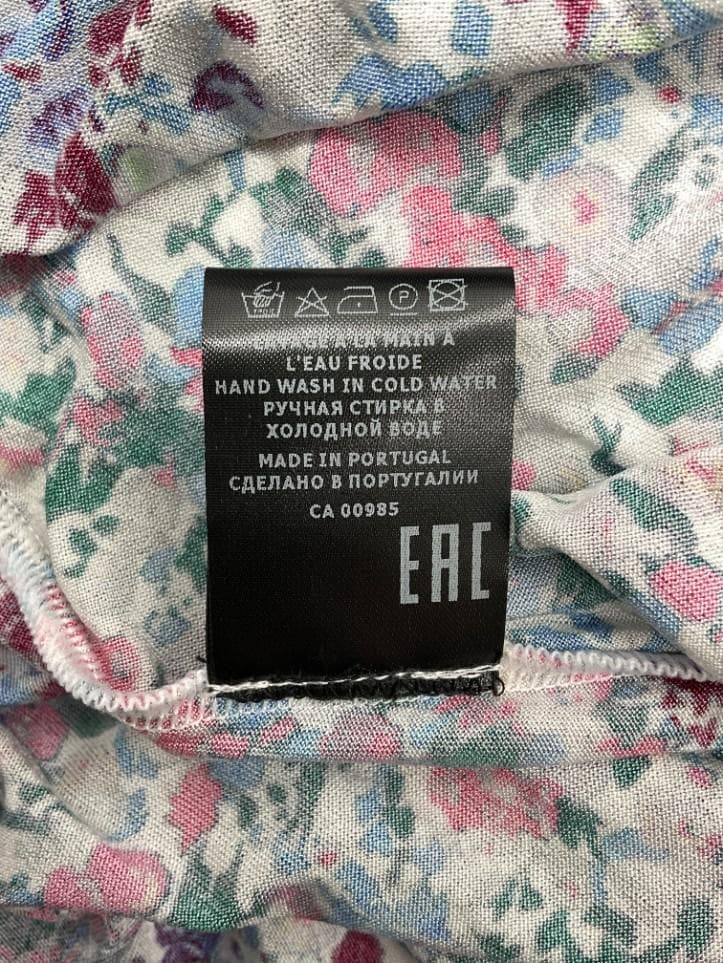 LAVAGE A LA MAIN A
L'EAU FROIDE
HAND WASH IN COLD WATER
РУЧНАЯ СТИРКА В
ХОЛОДНОЙ ВОДЕ
MADE IN PORTUGAL
СДЕЛАНО В ПОРТУГАЛИИ
CA 00985
EAC